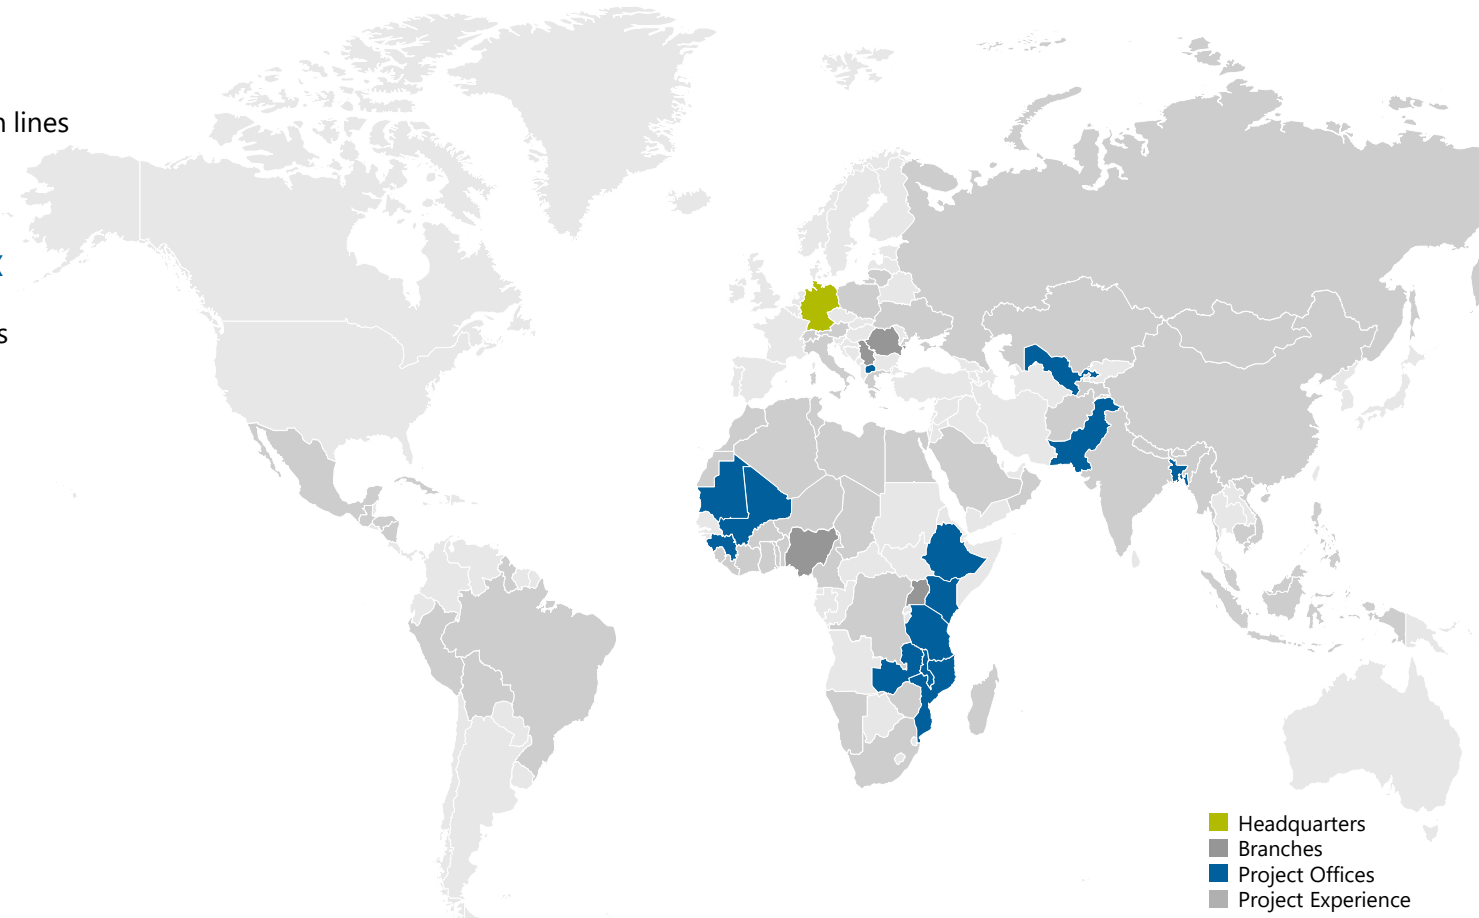 lines
Headquarters
Branches
Project Offices
Project Experience